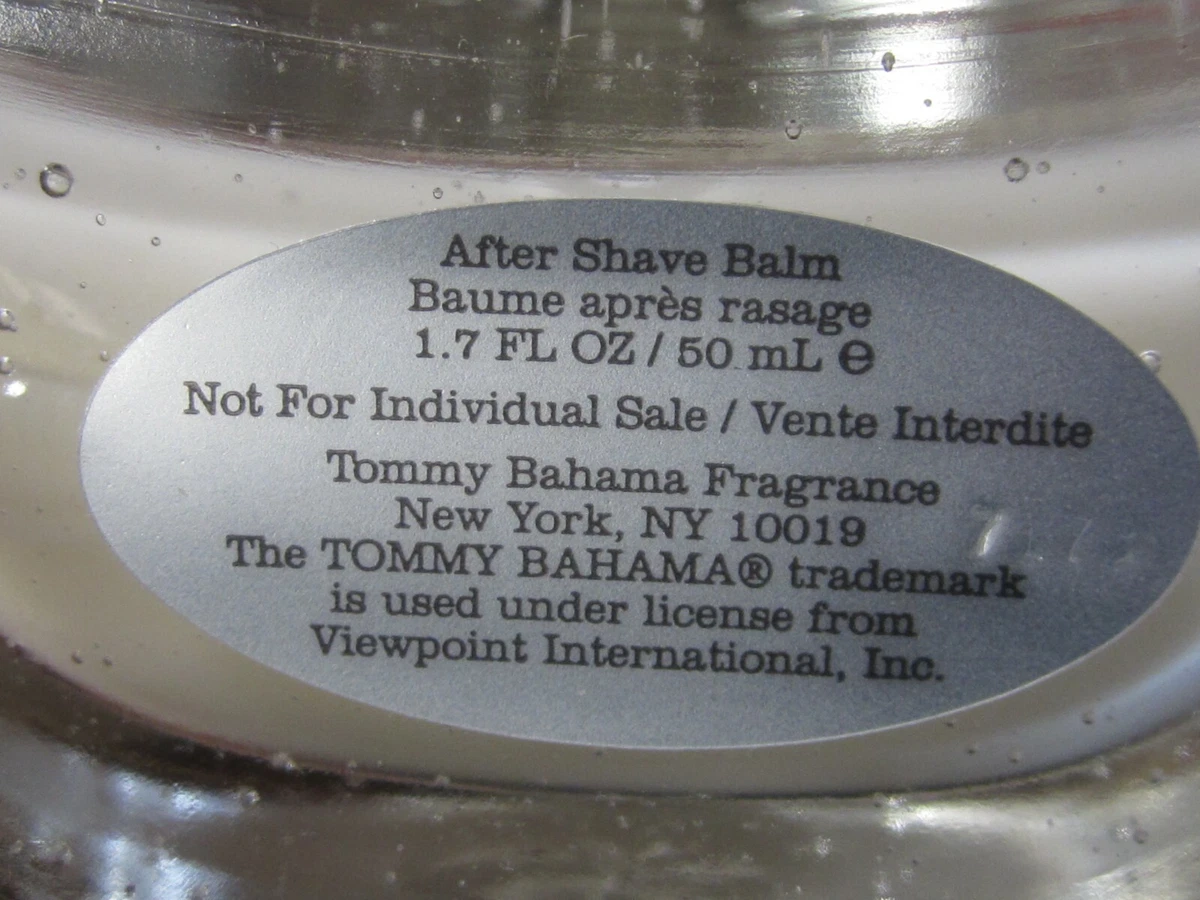 After Shave Balm
Baume après rasage
1.7 FL OZ / 50 mL ℮
Not For Individual Sale / Vente Interdite
Tommy Bahama Fragrance
New York, NY 10019
The TOMMY BAHAMA® trademark
is used under license from
Viewpoint International, Inc.